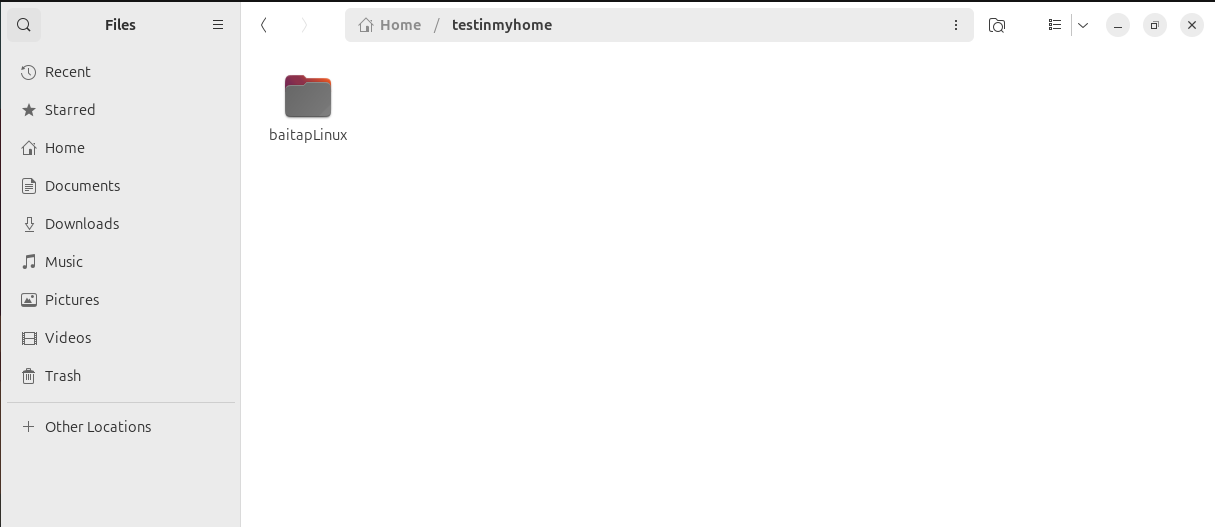 Files
Home / testinmyhome
Recent
Starred
Home
Documents
Downloads
Music
Pictures
Videos
Trash
Other Locations
baitapLinux